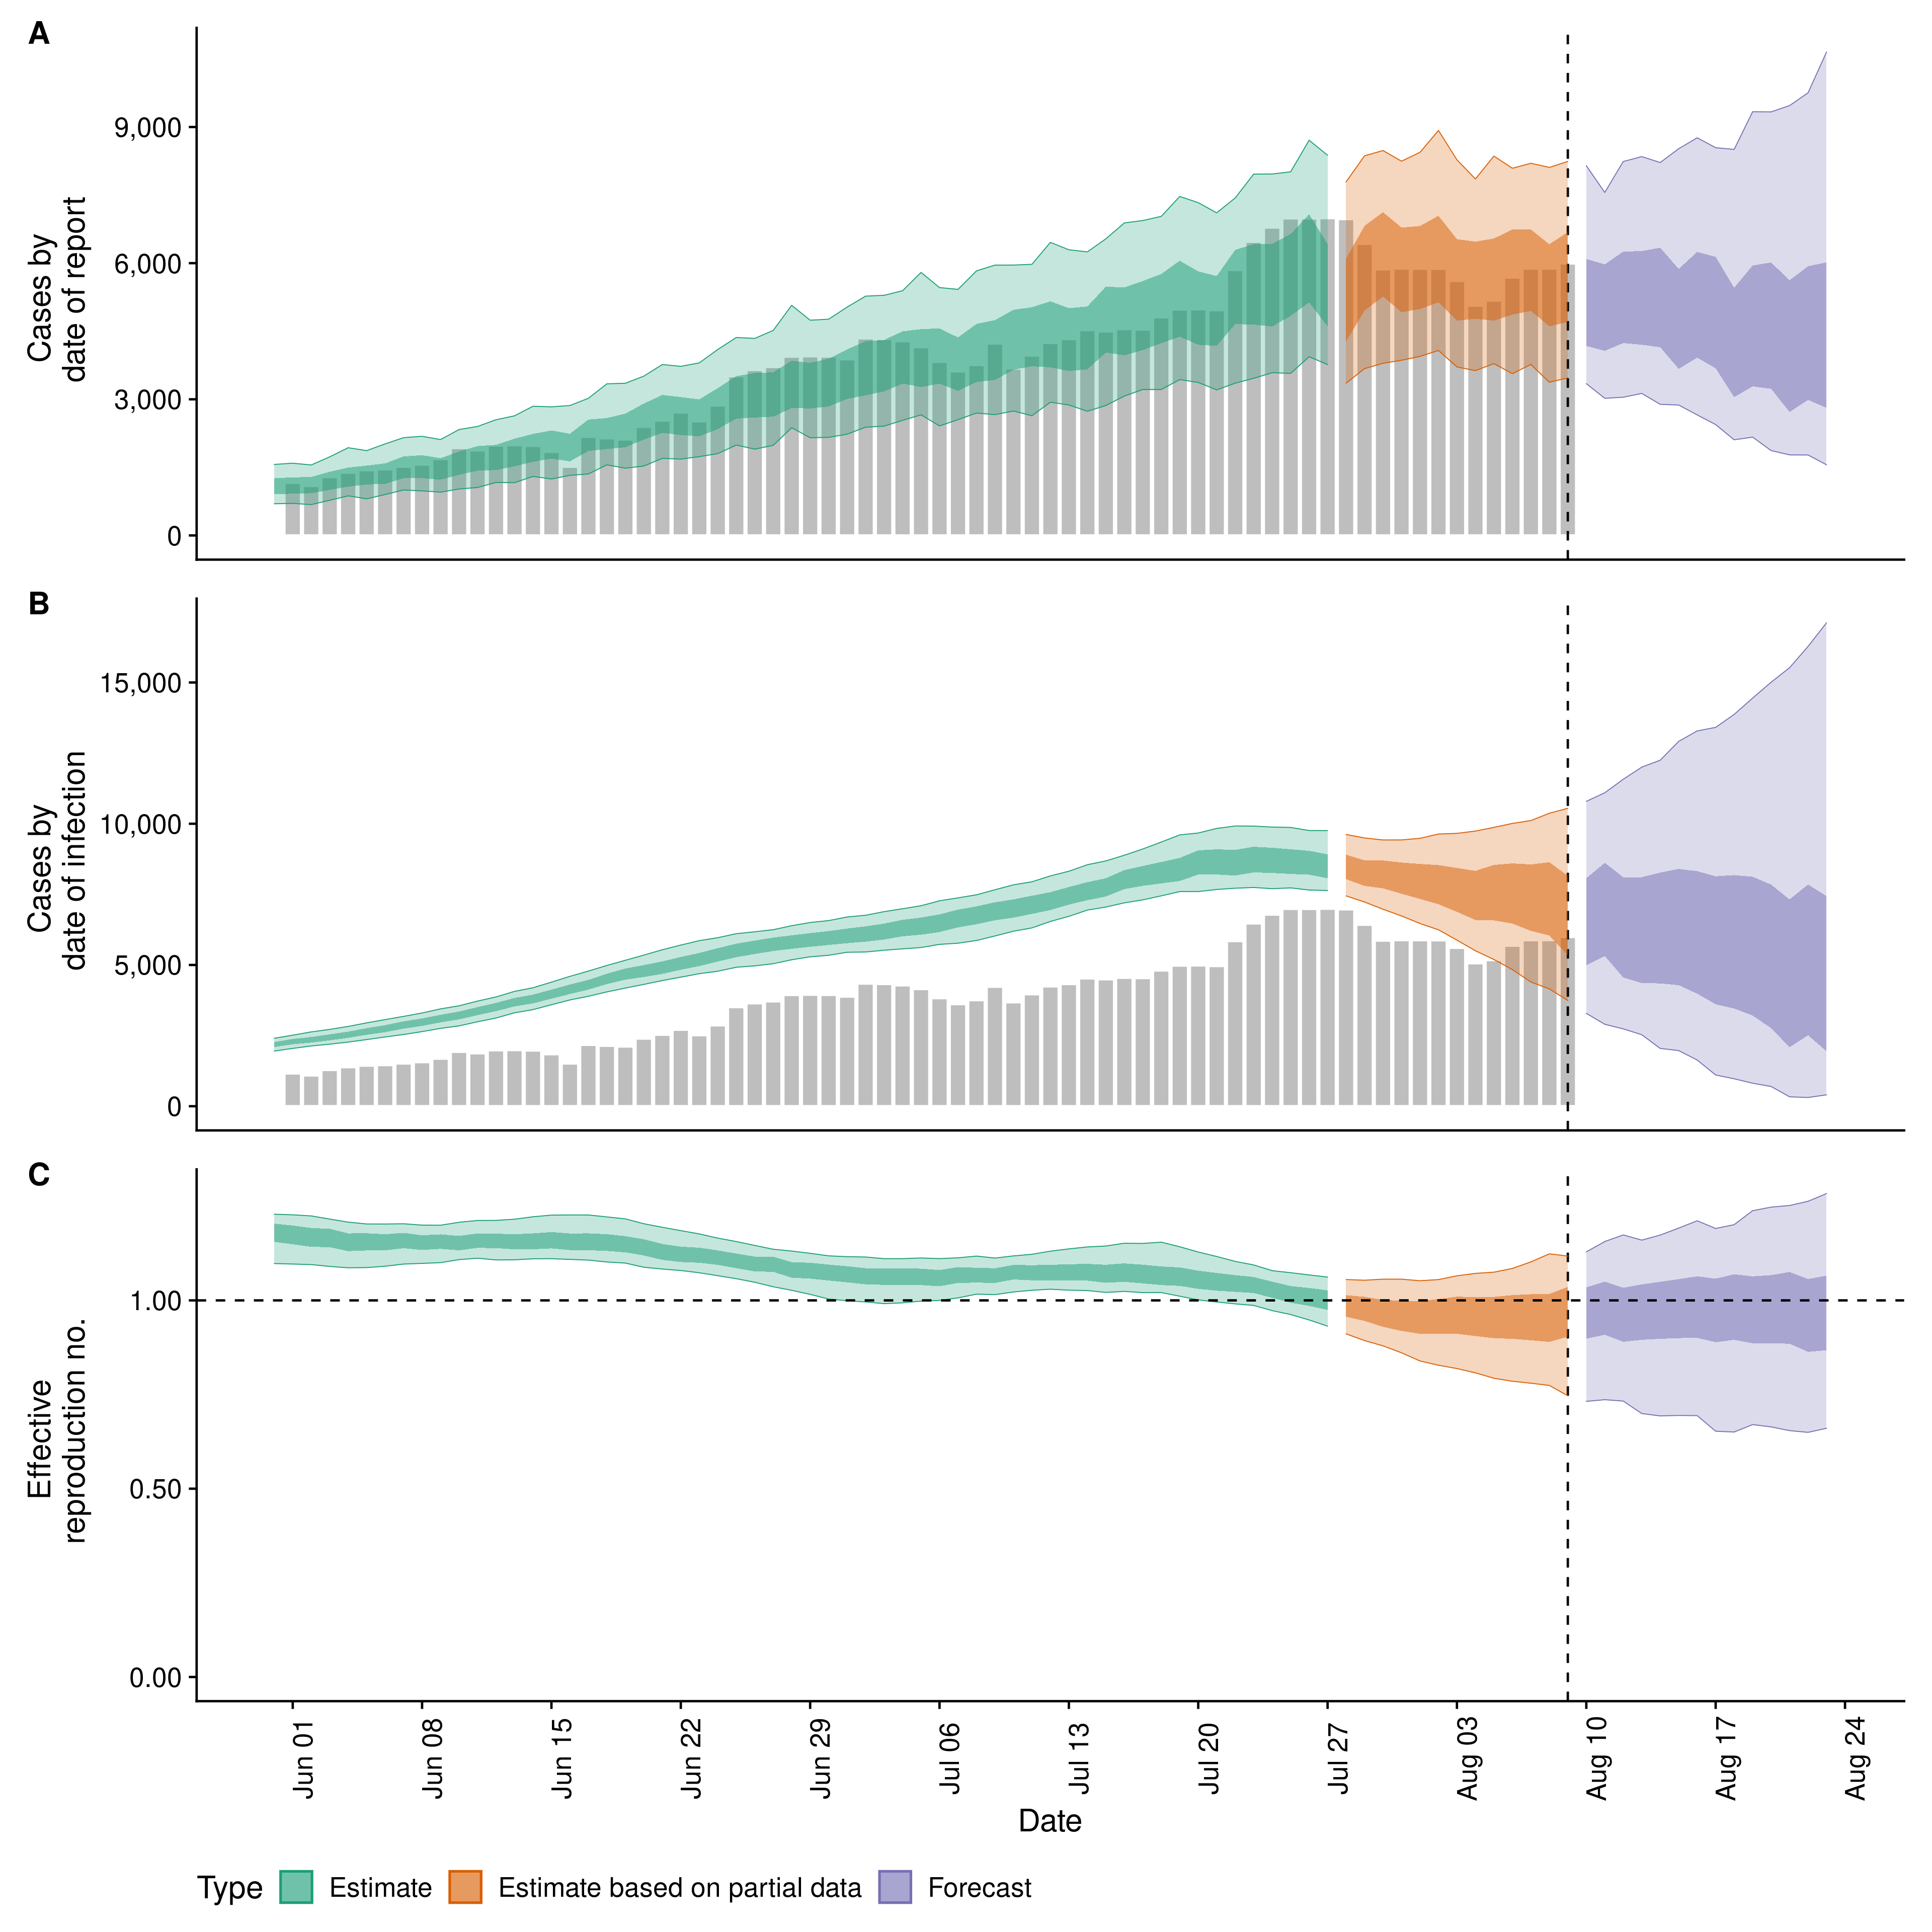 A
9,000
6,000
3,000
0
Cases by
date of report
B
15,000
10,000
5,000
0
Cases by
date of infection
C
1.00
0.50
0.00
Effective
reproduction no.
Jun 01
Jun 08
Jun 15
Jun 22
Jun 29
Jul 06
Jul 13
Jul 20
Jul 27
Aug 03
Aug 10
Aug 17
Aug 24
Date
Type Estimate Estimate based on partial data Forecast